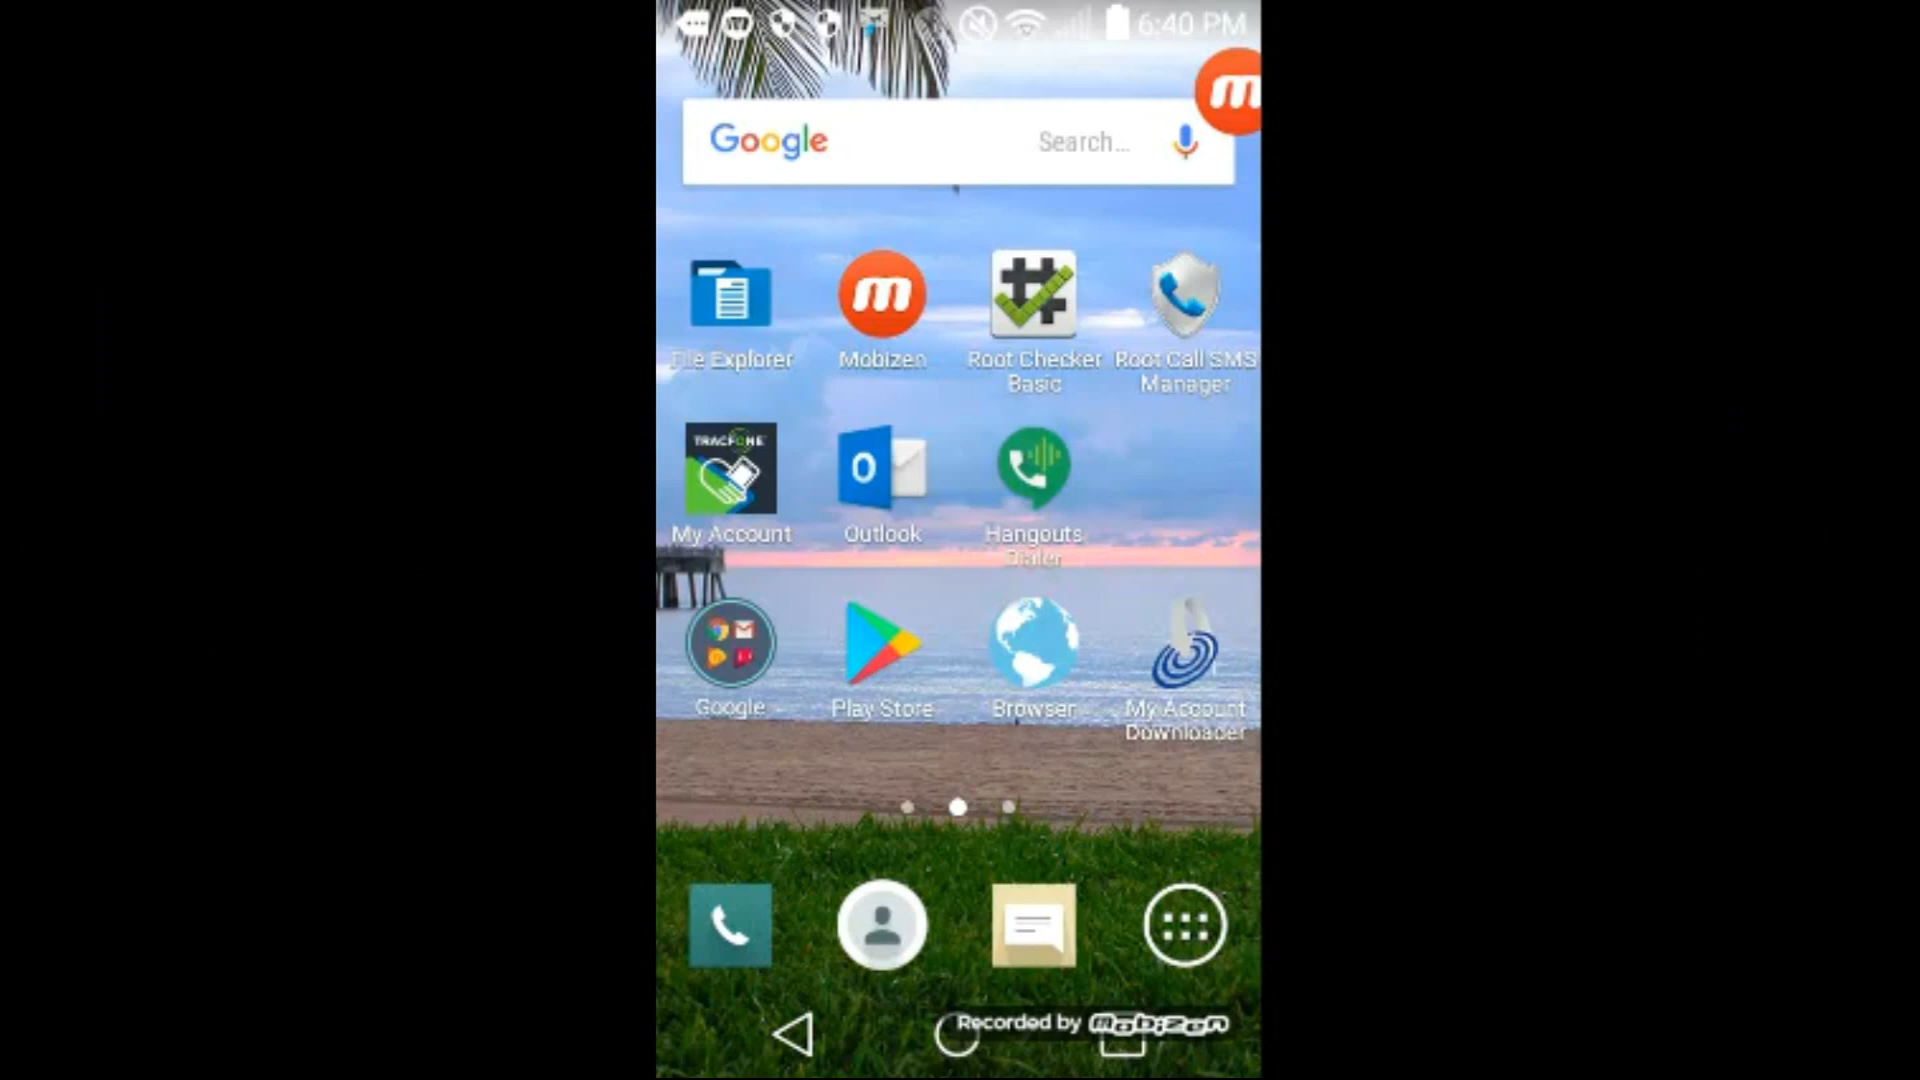 6:40 PM
Google Search...
File Explorer Mobizen Root Checker Basic Root Call SMS Manager
TRACFONE
My Account Outlook Hangouts Dialer
Google Play Store Browser My Account Downloader
Recorded by Mobizen